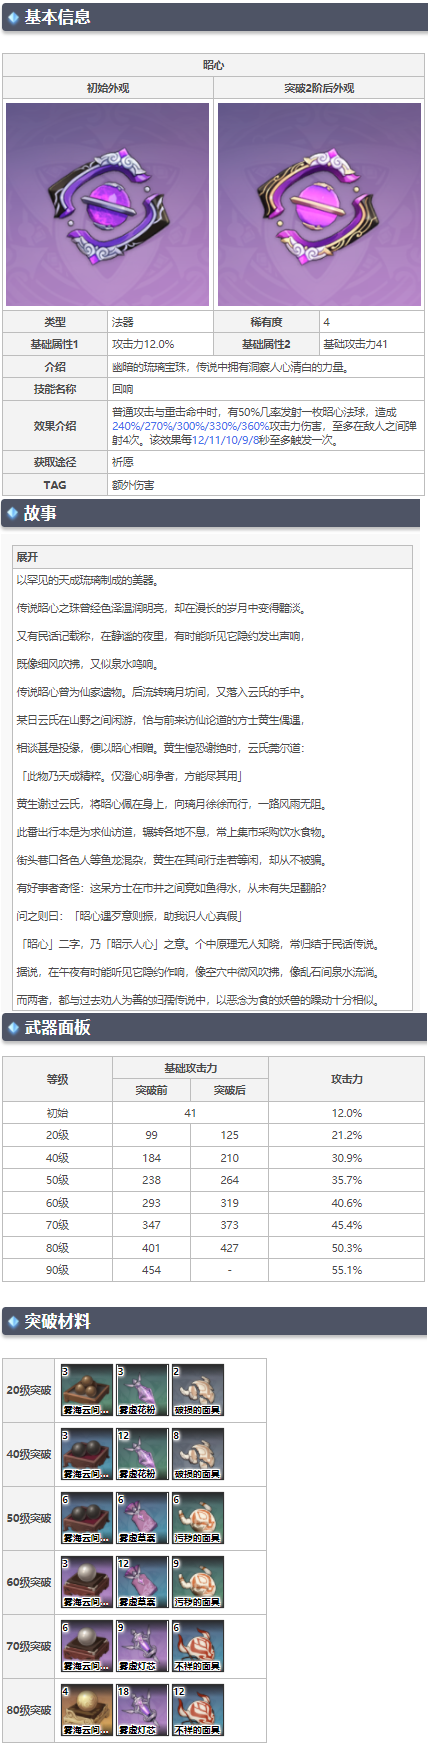 基本信息
昭心
初始外观 突破2阶后外观
类型 法器 稀有度 4
基础属性1 攻击力12.0% 基础属性2 基础攻击力41
介绍 幽暗的琉璃宝珠，传说中拥有洞察人心清白的力量。
技能名称 回响
效果介绍 普通攻击与重击命中时，有50%几率发射一枚昭心法球，造成
240%/270%/300%/330%/360%攻击力伤害，至多在敌人之间弹
射4次。该效果每12/11/10/9/8秒至多触发一次。
获取途径 祈愿
TAG 额外伤害
故事
展开
以罕见的天成琉璃制成的美器。
传说昭心之珠曾经色泽温润明亮，却在漫长的岁月中变得黯淡。
又有民话记载称，在静谧的夜里，有时能听见它隐约发出声响，
既像细风吹拂，又似泉水鸣响。
传说昭心曾为仙家遗物。后流转璃月坊间，又落入云氏的手中。
某日云氏在山野之间闲游，恰与前来访仙论道的方士黄生偶遇，
相谈甚是投缘，便以昭心相赠。黄生惶恐谢绝时，云氏莞尔道：
「此物乃天成精粹。仅澄心明净者，方能尽其用」
黄生谢过云氏，将昭心佩在身上，向璃月徐徐而行，一路风雨无阻。
此番出行本是为求仙访道，辗转各地不息，常上集市采购饮水食物。
街头巷口各色人等鱼龙混杂，黄生在其间行走若等闲，却从不被骗。
有好事者奇怪：这呆方士在市井之间竟如鱼得水，从未有失足翻船？
问之则曰：「昭心遇歹意则振，助我识人心真假」
「昭心」二字，乃「昭示人心」之意。个中原理无人知晓，常归结于民话传说。
据说，在午夜有时能听见它隐约作响，像空穴中微风吹拂，像乱石间泉水流淌。
而两者，都与过去劝人为善的妇孺传说中，以恶念为食的妖兽的躁动十分相似。
武器面板
等级 基础攻击力 攻击力
突破前 突破后
初始 41 12.0%
20级 99 125 21.2%
40级 184 210 30.9%
50级 238 264 35.7%
60级 293 319 40.6%
70级 347 373 45.4%
80级 401 427 50.3%
90级 454 - 55.1%
突破材料
20级突破 3 雾海云间... 3 雾虚花粉 2 破损的面具
40级突破 3 雾海云间... 12 雾虚花粉 8 破损的面具
50级突破 6 雾海云间... 6 雾虚草囊 6 污秽的面具
60级突破 3 雾海云间... 12 雾虚草囊 9 污秽的面具
70级突破 6 雾海云间... 9 雾虚灯芯 6 不祥的面具
80级突破 4 雾海云间... 18 雾虚灯芯 12 不祥的面具